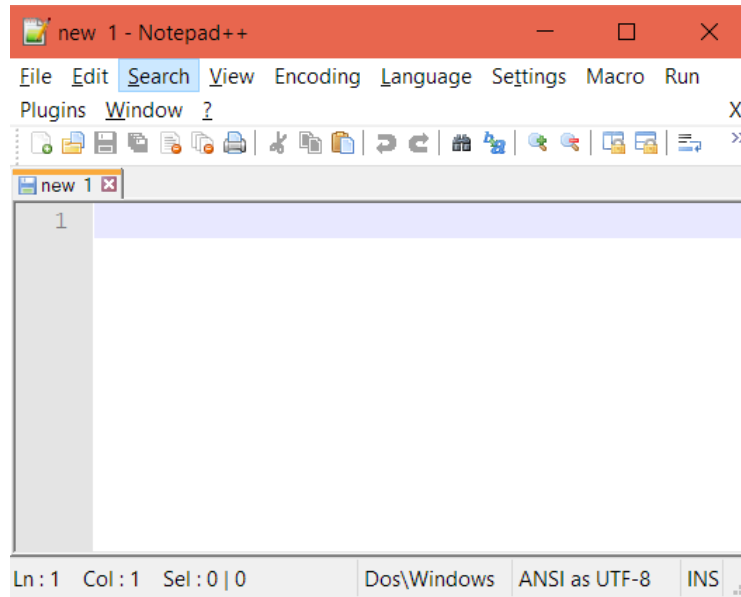 new 1 - Notepad++
File Edit Search View Encoding Language Settings Macro Run
Plugins Window ? X
new 1
1
Ln : 1 Col : 1 Sel : 0 | 0 Dos\Windows ANSI as UTF-8 INS